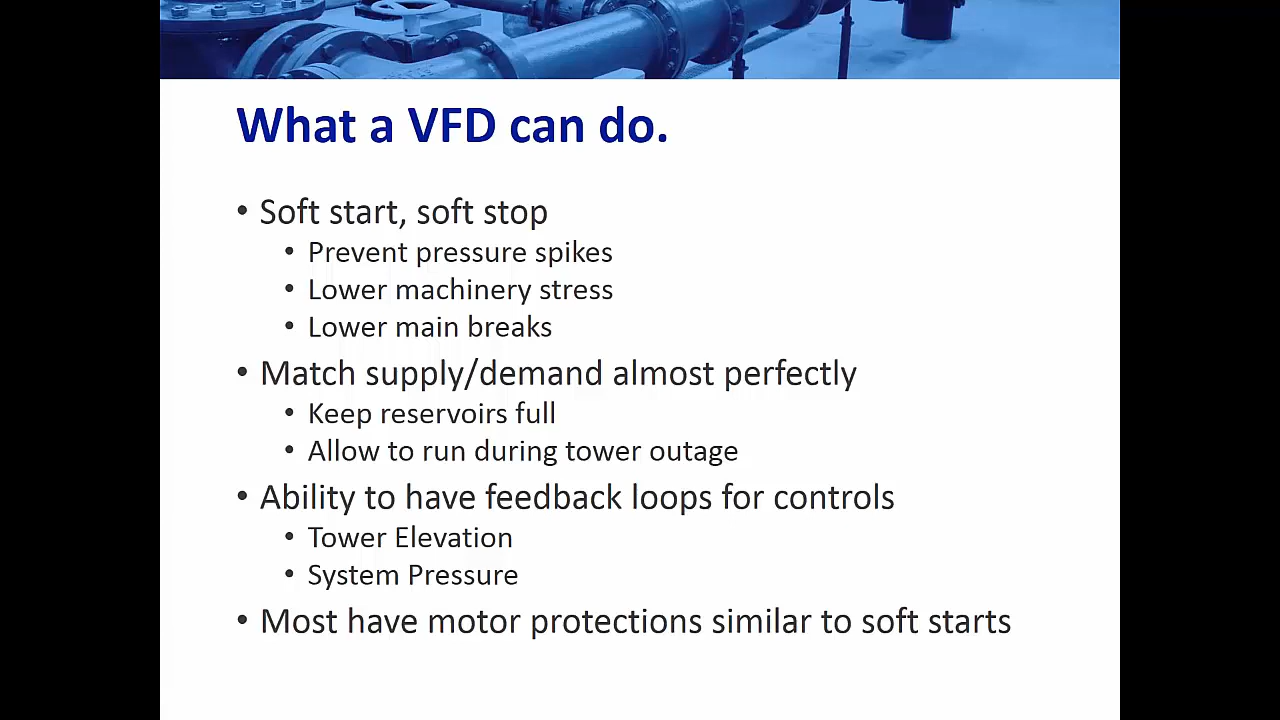 What a VFD can do.
• Soft start, soft stop
• Prevent pressure spikes
• Lower machinery stress
• Lower main breaks
• Match supply/demand almost perfectly
• Keep reservoirs full
• Allow to run during tower outage
• Ability to have feedback loops for controls
• Tower Elevation
• System Pressure
• Most have motor protections similar to soft starts